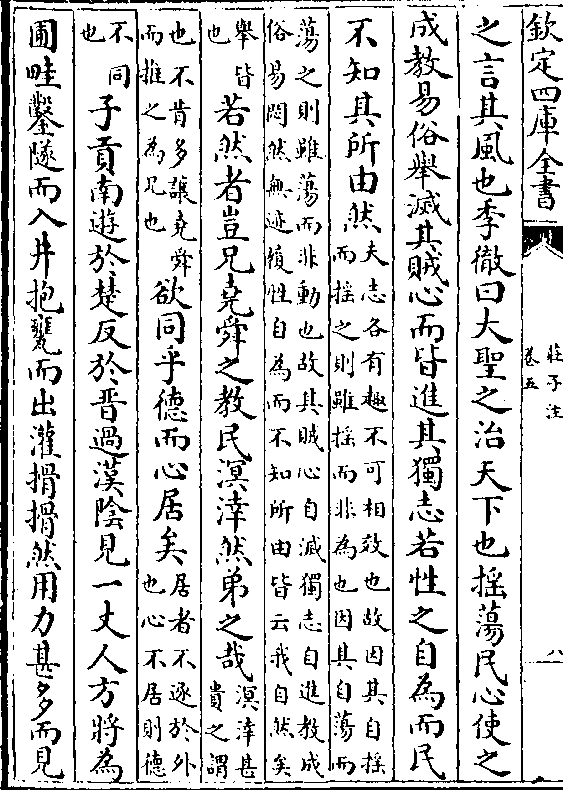 欽定四庫全書
莊子注
卷五
八
之言其風也季徹曰大聖之治天下也揺蕩民心使之
成教易俗舉滅其賊心而皆進其獨志若性之自為而民
不知其所由然
夫志各有趣不可相效也故因其自揺
而揺之則雖揺而非為也因其自蕩而
蕩之則雖蕩而非動也故其賊心自滅獨志自進教成
俗易悶然無迹履性自為而不知所由皆云我自然矣
舉皆
也
若然者豈兄堯舜之教民溟涬然弟之哉
溟涬甚
貴之謂
也不肯多讓堯舜
而推之為兄也
欲同乎德而心居矣
居者不逐於外
也心不居則德
不同
也
子貢南遊於楚反於晋過漢陰見一丈人方將為
圃畦鑿隧而入井抱甕而出灌搰搰然用力甚多而見